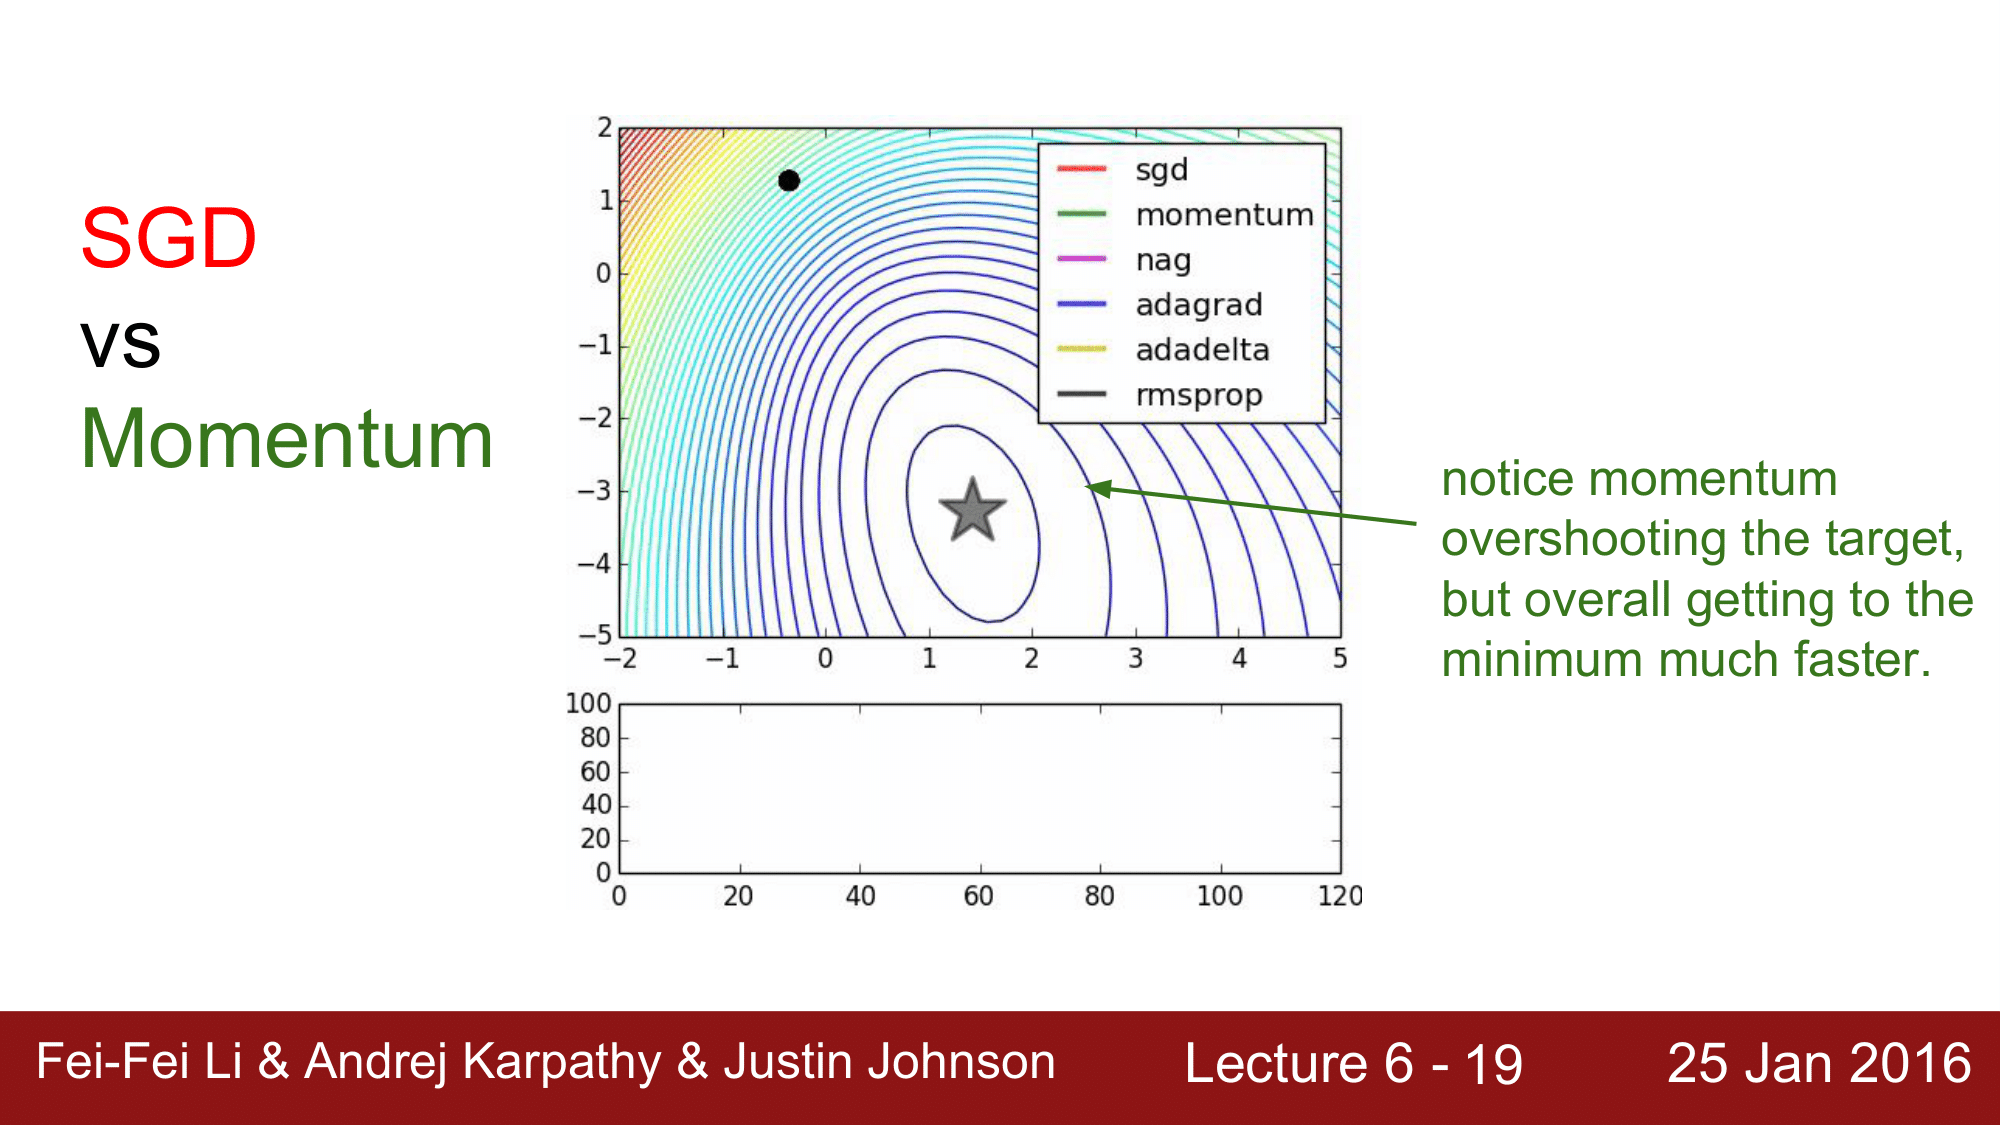 SGD
vs
Momentum
2
1
0
−1
−2
−3
−4
−5
−2 −1 0 1 2 3 4 5
sgd
momentum
nag
adagrad
adadelta
rmsprop
notice momentum
overshooting the target,
but overall getting to the
minimum much faster.
100
80
60
40
20
0
0 20 40 60 80 100 120
Fei-Fei Li & Andrej Karpathy & Justin Johnson Lecture 6 - 19 25 Jan 2016